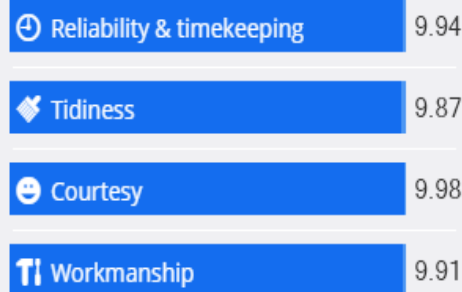 Reliability & timekeeping 9.94
Tidiness 9.87
Courtesy 9.98
Workmanship 9.91